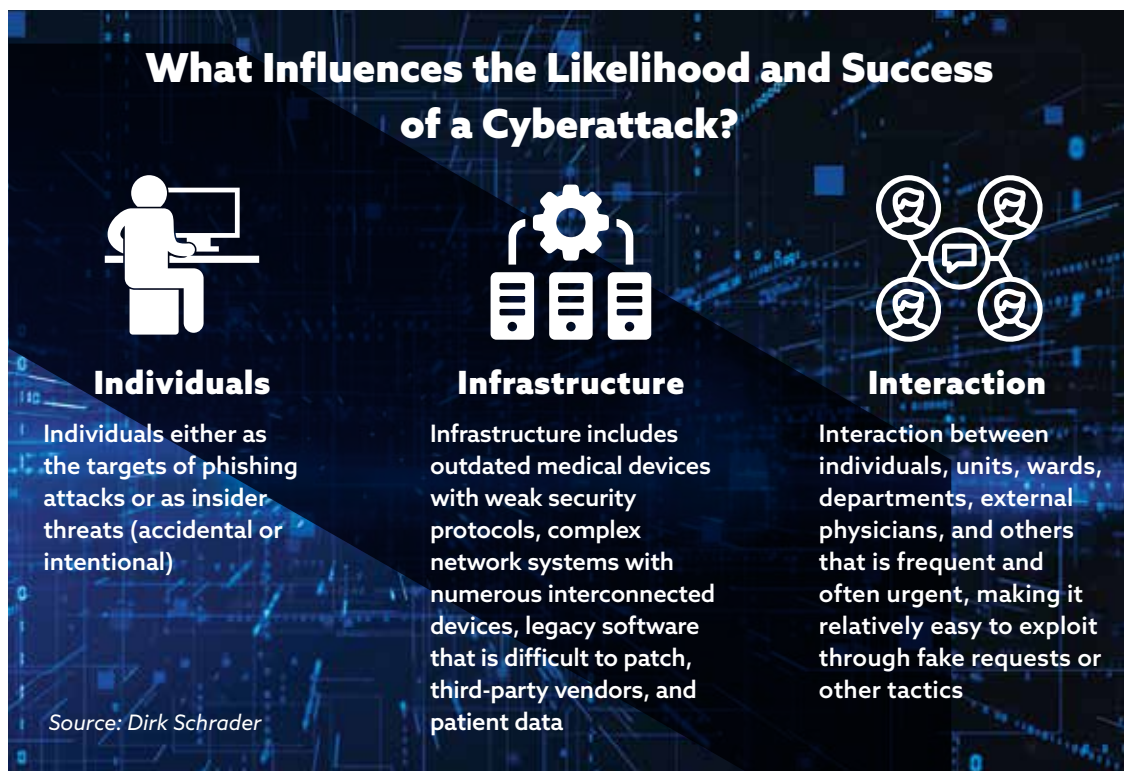 What Influences the Likelihood and Success
of a Cyberattack?
Individuals
Individuals either as
the targets of phishing
attacks or as insider
threats (accidental or
intentional)
Infrastructure
Infrastructure includes
outdated medical devices
with weak security
protocols, complex
network systems with
numerous interconnected
devices, legacy software
that is difficult to patch,
third-party vendors, and
patient data
Interaction
Interaction between
individuals, units, wards,
departments, external
physicians, and others
that is frequent and
often urgent, making it
relatively easy to exploit
through fake requests or
other tactics
Source: Dirk Schrader